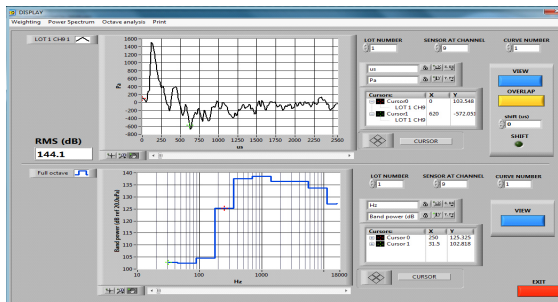 DISPLAY
Weighting Power Spectrum Octave analysis Print
LOT 1 CH9 1
LOT NUMBER SENSOR AT CHANNEL CURVE NUMBER
1 9 1
1600
1400
1200
1000
800
600
400
200
0
-200
-400
-600
-800
Pa
0 250 500 750 1000 1250 1500 1750 2000 2250 2500
us
us
Pa
Cursors: X Y
Cursor0 0 103.548
LOT 1 CH9
Cursor1 620 -572.051
LOT 1 CH9
CURSOR
VIEW
OVERLAP
shift (us)
0
SHIFT
RMS (dB)
144.1
Full octave
LOT NUMBER SENSOR AT CHANNEL CURVE NUMBER
1 9 1
140
135
130
125
120
115
110
105
100
Band power (dB ref 20.0uPa)
10 100 1000 18000
Hz
Hz
Band power (dB
Cursors: X Y
Cursor 0 250 125.325
Cursor 1 31.5 102.818
CURSOR
VIEW
EXIT